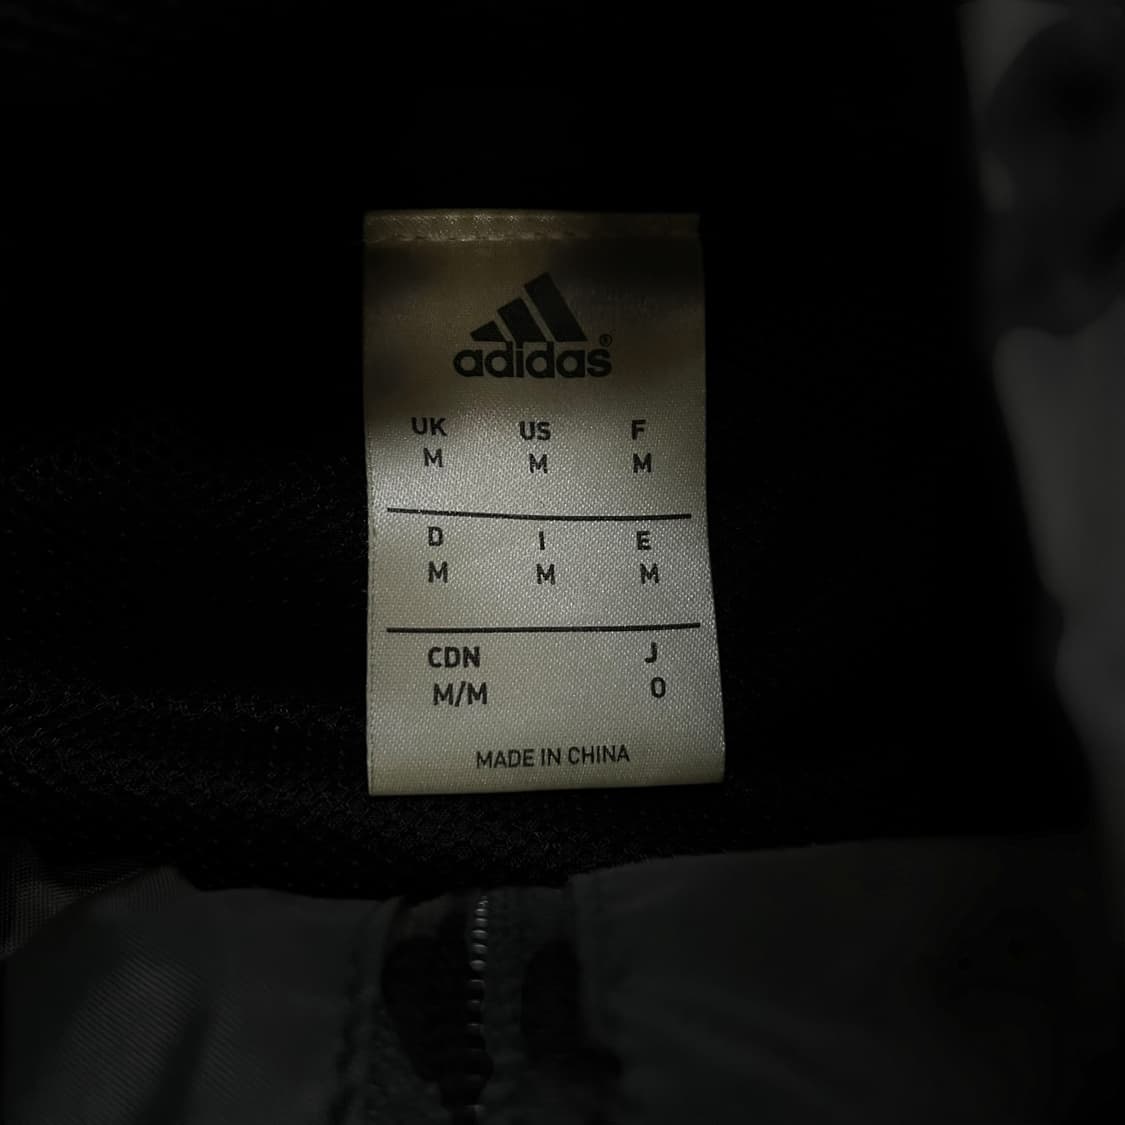 adidas®
UK US F
M M M
D I E
M M M
CDN J
M/M O
MADE IN CHINA